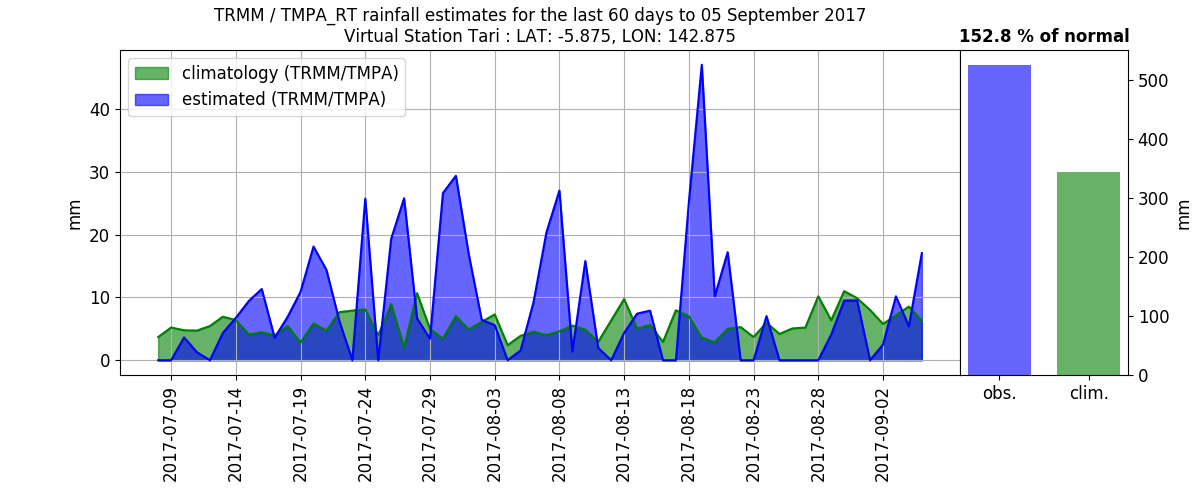 TRMM / TMPA_RT rainfall estimates for the last 60 days to 05 September 2017
Virtual Station Tari : LAT: -5.875, LON: 142.875
152.8 % of normal
climatology (TRMM/TMPA)
estimated (TRMM/TMPA)
mm
40
30
20
10
0
2017-07-09
2017-07-14
2017-07-19
2017-07-24
2017-07-29
2017-08-03
2017-08-08
2017-08-13
2017-08-18
2017-08-23
2017-08-28
2017-09-02
500
400
300
200
100
0
mm
obs.
clim.